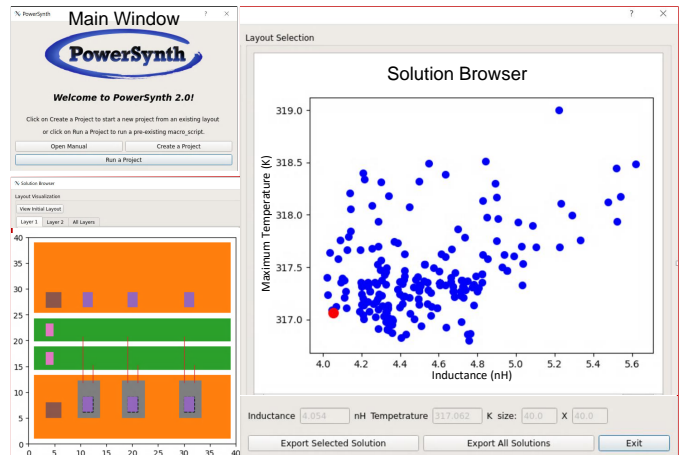 PowerSynth
? ×
Main Window
PowerSynth
Welcome to PowerSynth 2.0!
Click on Create a Project to start a new project from an existing layout
or click on Run a Project to run a pre-existing macro_script.
Open Manual
Create a Project
Run a Project
Solution Browser
Layout Visualization
View Initial Layout
Layer 1
Layer 2
All Layers
40
35
30
25
20
15
10
5
0
0 5 10 15 20 25 30 35 40
? ×
Layout Selection
Solution Browser
Maximum Temperature (K)
319.0
318.5
318.0
317.5
317.0
4.0 4.2 4.4 4.6 4.8 5.0 5.2 5.4 5.6
Inductance (nH)
Inductance 4.054 nH Tempetrature 317.062 K size: 40.0 X 40.0
Export Selected Solution
Export All Solutions
Exit